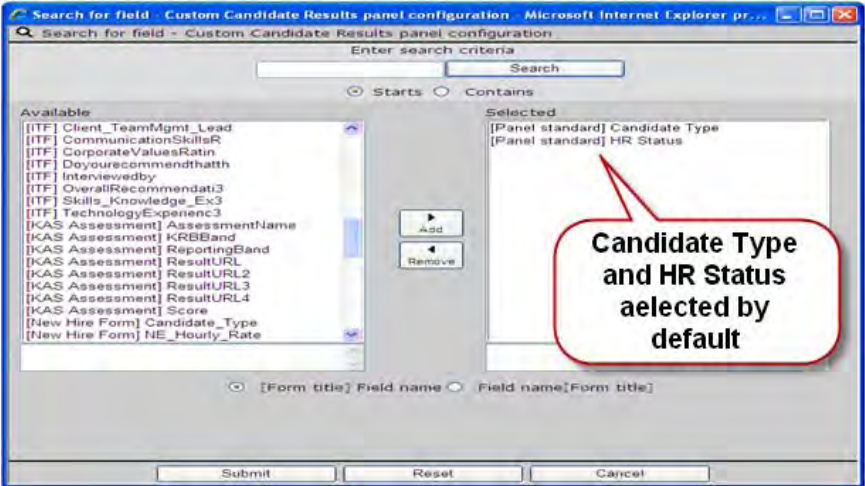 Search for field - Custom Candidate Results panel configuration - Microsoft Internet Explorer pr...
Search for field - Custom Candidate Results panel configuration
Enter search criteria
Search
Starts Contains
Available
[ITF] Client_TeamMgmt_Lead
[ITF] CommunicationSkillsR
[ITF] CorporateValuesRatin
[ITF] Doyourecommendthatth
[ITF] Interviewedby
[ITF] OverallRecommendati3
[ITF] Skills_Knowledge_Ex3
[ITF] TechnologyExperienc3
[KAS Assessment] AssessmentName
[KAS Assessment] KRBBand
[KAS Assessment] ReportingBand
[KAS Assessment] ResultURL
[KAS Assessment] ResultURL2
[KAS Assessment] ResultURL3
[KAS Assessment] ResultURL4
[KAS Assessment] Score
[New Hire Form] Candidate_Type
[New Hire Form] NE_Hourly_Rate
Add
Remove
Selected
[Panel standard] Candidate Type
[Panel standard] HR Status
Candidate Type
and HR Status
aelected by
default
[Form title] Field name Field name[Form title]
Submit Reset Cancel